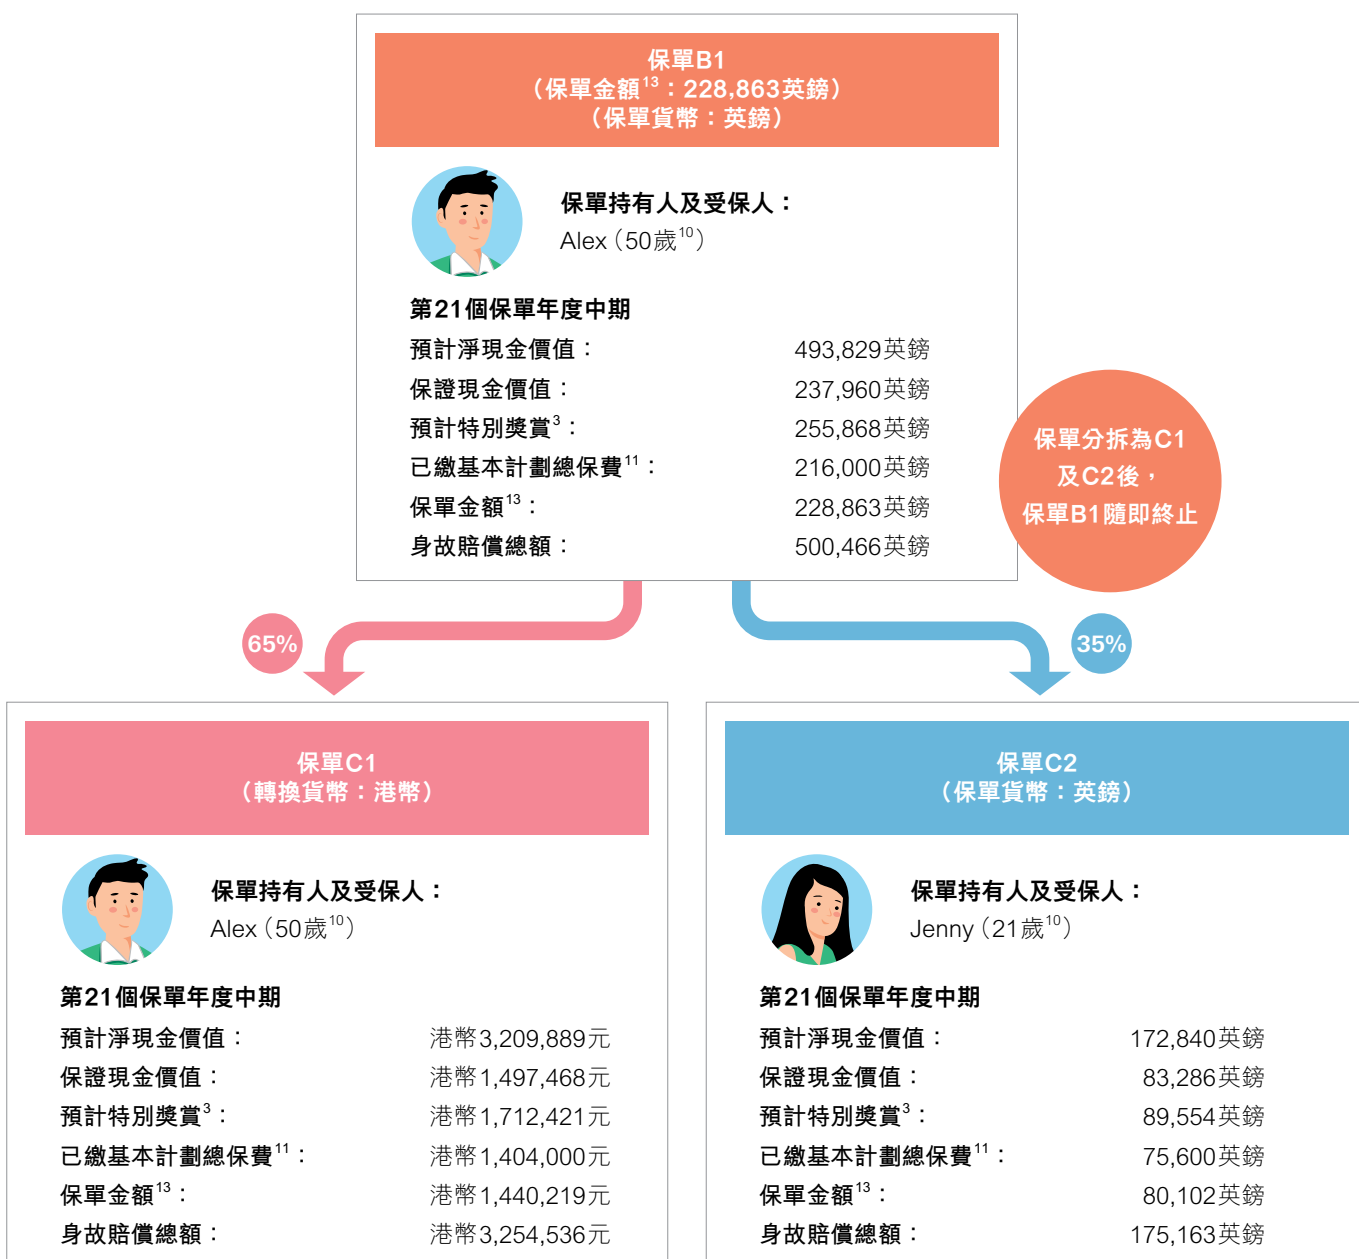 保單B1
（保單金額13：228,863英鎊）
（保單貨幣：英鎊）
保單持有人及受保人：
Alex（50歲10）
第21個保單年度中期
預計淨現金價值： 493,829英鎊
保證現金價值： 237,960英鎊
預計特別獎賞3： 255,868英鎊
已繳基本計劃總保費11： 216,000英鎊
保單金額13： 228,863英鎊
身故賠償總額： 500,466英鎊
保單分拆為C1
及C2後，
保單B1隨即終止
65%
35%
保單C1
（轉換貨幣：港幣）
保單持有人及受保人：
Alex（50歲10）
第21個保單年度中期
預計淨現金價值： 港幣3,209,889元
保證現金價值： 港幣1,497,468元
預計特別獎賞3： 港幣1,712,421元
已繳基本計劃總保費11： 港幣1,404,000元
保單金額13： 港幣1,440,219元
身故賠償總額： 港幣3,254,536元
保單C2
（保單貨幣：英鎊）
保單持有人及受保人：
Jenny（21歲10）
第21個保單年度中期
預計淨現金價值： 172,840英鎊
保證現金價值： 83,286英鎊
預計特別獎賞3： 89,554英鎊
已繳基本計劃總保費11： 75,600英鎊
保單金額13： 80,102英鎊
身故賠償總額： 175,163英鎊